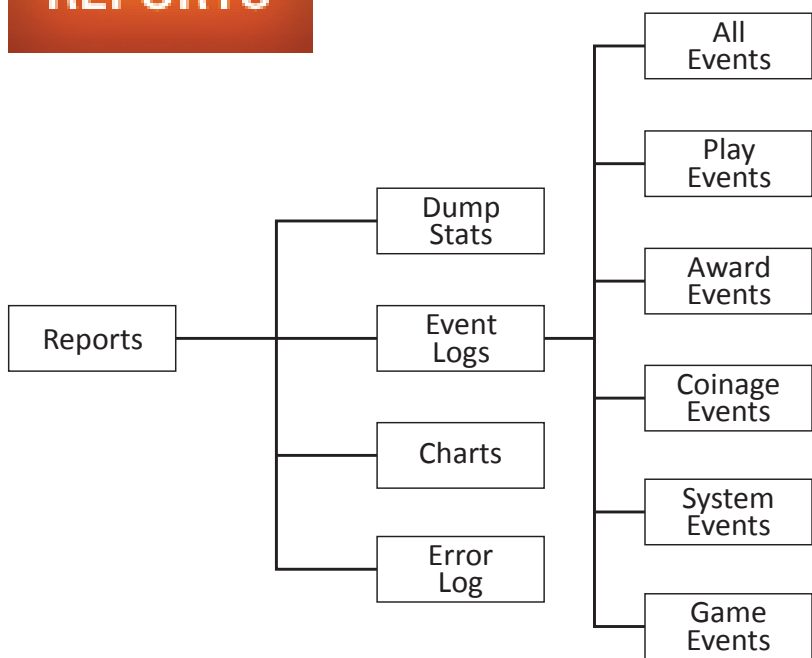 REPORTS
Reports
Dump
Stats
Event
Logs
Charts
Error
Log
All
Events
Play
Events
Award
Events
Coinage
Events
System
Events
Game
Events